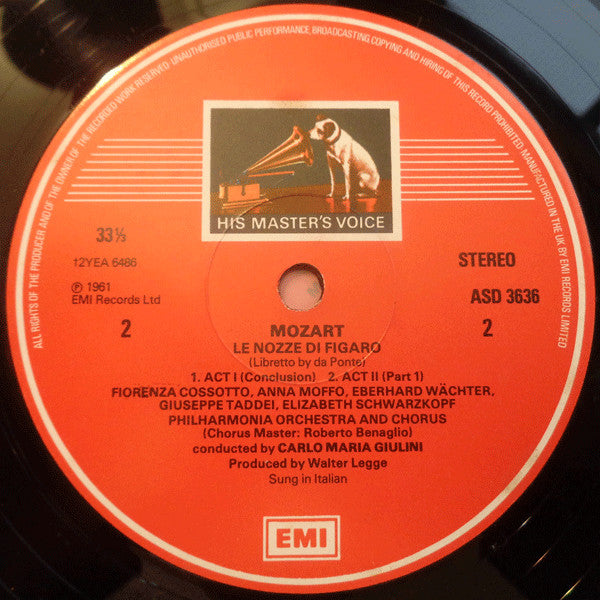 ALL RIGHTS OF THE PRODUCER AND OF THE OWNER OF THE RECORDED WORK RESERVED UNAUTHORISED PUBLIC PERFORMANCE, BROADCASTING COPYING AND HIRING OF THIS RECORD PROHIBITED MANUFACTURED IN THE UK BY EMI RECORDS LIMITED
HIS MASTER'S VOICE
33⅓
12YEA 6486
STEREO
℗ 1961
EMI Records Ltd
ASD 3636
2
2
MOZART
LE NOZZE DI FIGARO
(Libretto by da Ponte)
1. ACT I (Conclusion) 2. ACT II (Part 1)
FIORENZA COSSOTTO, ANNA MOFFO, EBERHARD WÄCHTER,
GIUSEPPE TADDEI, ELIZABETH SCHWARZKOPF
PHILHARMONIA ORCHESTRA AND CHORUS
(Chorus Master: Roberto Benaglio)
conducted by CARLO MARIA GIULINI
Produced by Walter Legge
Sung in Italian
EMI